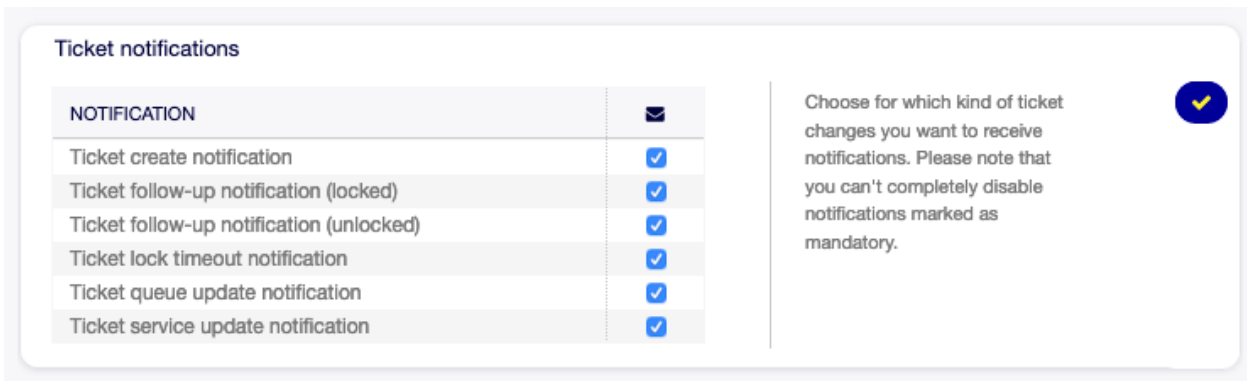 Ticket notifications
NOTIFICATION
Ticket create notification
Ticket follow-up notification (locked)
Ticket follow-up notification (unlocked)
Ticket lock timeout notification
Ticket queue update notification
Ticket service update notification
Choose for which kind of ticket
changes you want to receive
notifications. Please note that
you can't completely disable
notifications marked as
mandatory.